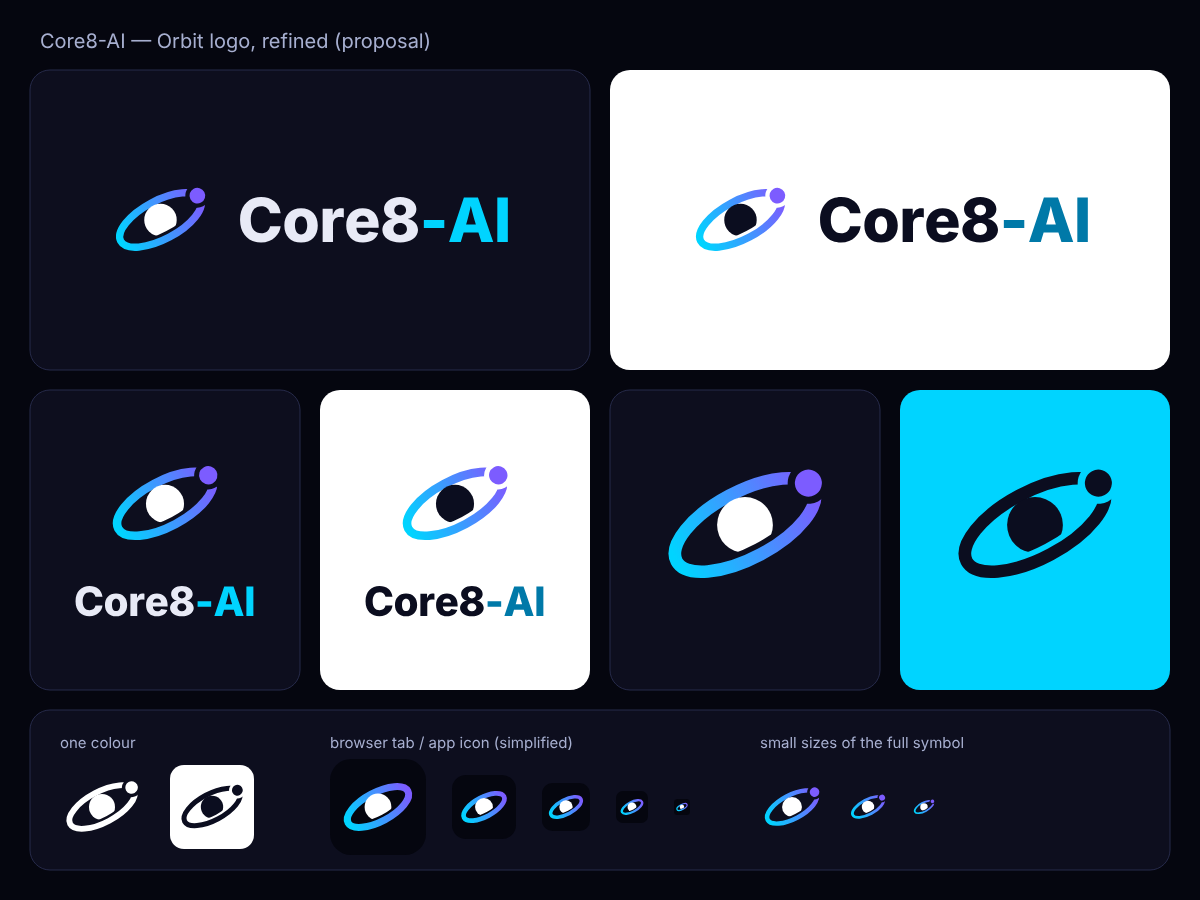 Core8-AI — Orbit logo, refined (proposal)
Core8-AI
Core8-AI
Core8-AI
Core8-AI
one colour
browser tab / app icon (simplified)
small sizes of the full symbol